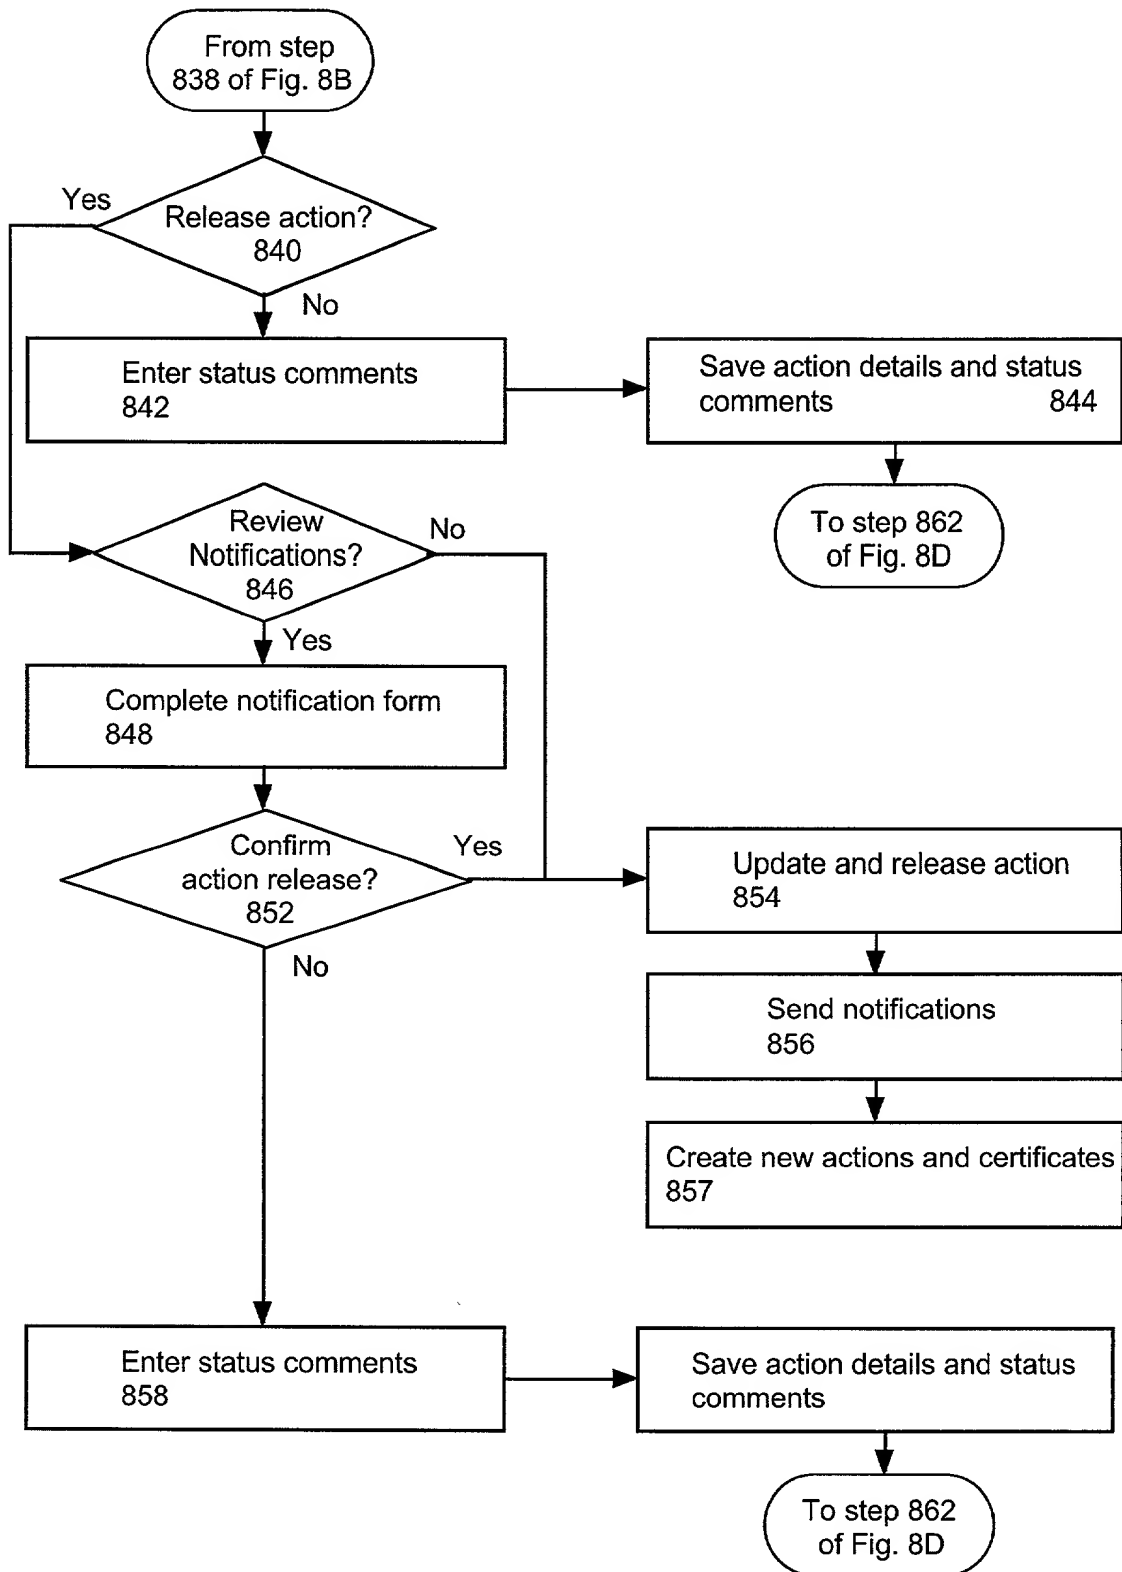 From step
838 of Fig. 8B
Yes
Release action?
840
No
Enter status comments
842
Save action details and status
comments 844
To step 862
of Fig. 8D
Review
Notifications?
846
No
Yes
Complete notification form
848
Confirm
action release?
852
Yes
No
Update and release action
854
Send notifications
856
Create new actions and certificates
857
Enter status comments
858
Save action details and status
comments
To step 862
of Fig. 8D